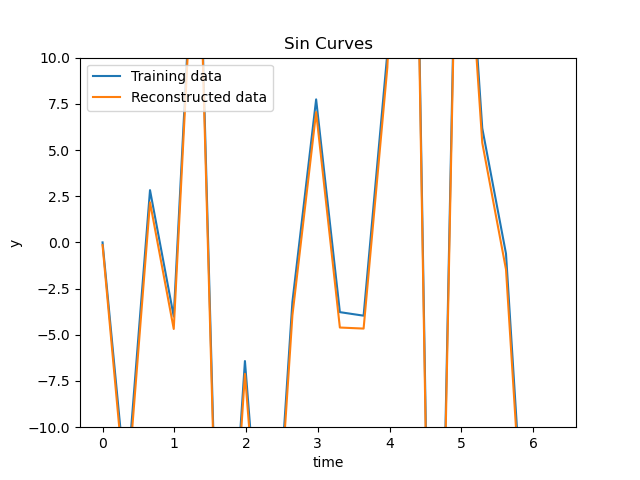 Sin Curves
Training data
Reconstructed data
y
10.0
7.5
5.0
2.5
0.0
−2.5
−5.0
−7.5
−10.0
0 1 2 3 4 5 6
time